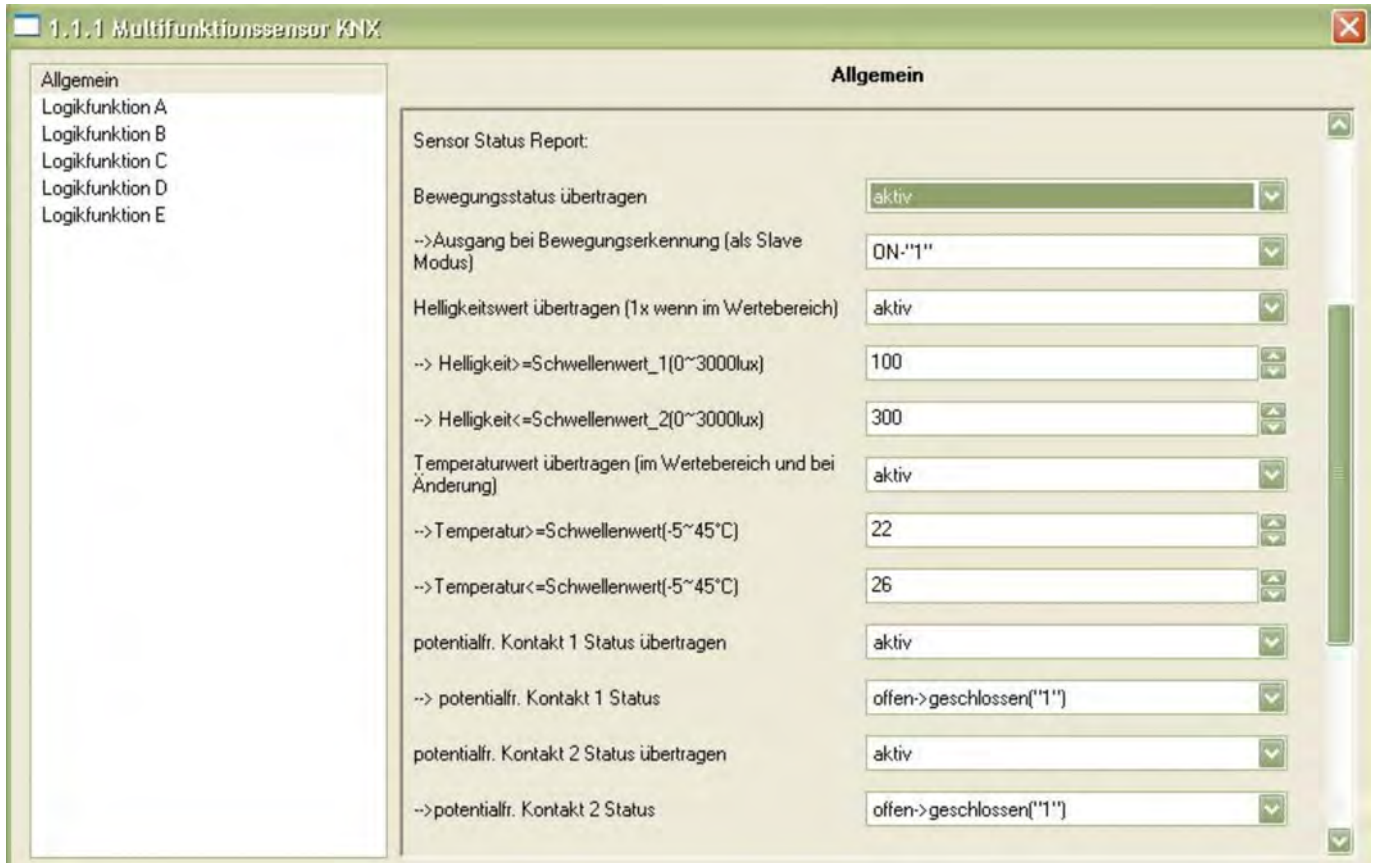 1.1.1 Multifunktionssensor KNX
Allgemein
Logikfunktion A
Logikfunktion B
Logikfunktion C
Logikfunktion D
Logikfunktion E
Allgemein
Sensor Status Report:
Bewegungsstatus übertragen
aktiv
-->Ausgang bei Bewegungserkennung (als Slave
Modus)
ON-"1"
Helligkeitswert übertragen (1x wenn im Wertebereich)
aktiv
--> Helligkeit>=Schwellenwert_1(0~3000lux)
100
--> Helligkeit<=Schwellenwert_2(0~3000lux)
300
Temperaturwert übertragen (im Wertebereich und bei
Änderung)
aktiv
-->Temperatur>=Schwellenwert(-5~45°C)
22
-->Temperatur<=Schwellenwert(-5~45°C)
26
potentialfr. Kontakt 1 Status übertragen
aktiv
--> potentialfr. Kontakt 1 Status
offen->geschlossen("1")
potentialfr. Kontakt 2 Status übertragen
aktiv
-->potentialfr. Kontakt 2 Status
offen->geschlossen("1")